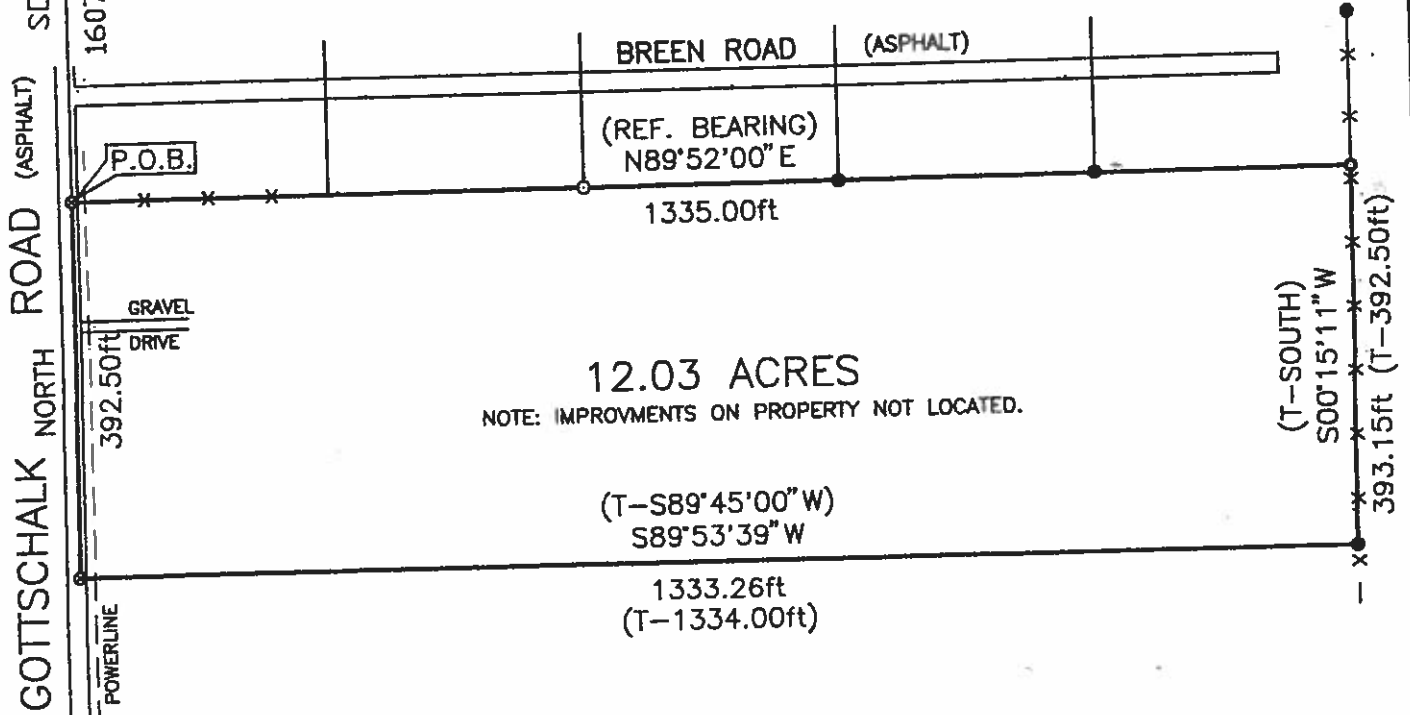 1607
BREEN ROAD (ASPHALT)
(REF. BEARING)
N89°52'00"E
1335.00ft
P.O.B.
GOTTSCHALK NORTH ROAD (ASPHALT)
GRAVEL
DRIVE
392.50ft
12.03 ACRES
NOTE: IMPROVMENTS ON PROPERTY NOT LOCATED.
(T-SOUTH)
S00°15'11"W
393.15ft (T-392.50ft)
(T-S89°45'00"W)
S89°53'39"W
1333.26ft
(T-1334.00ft)
POWERLINE